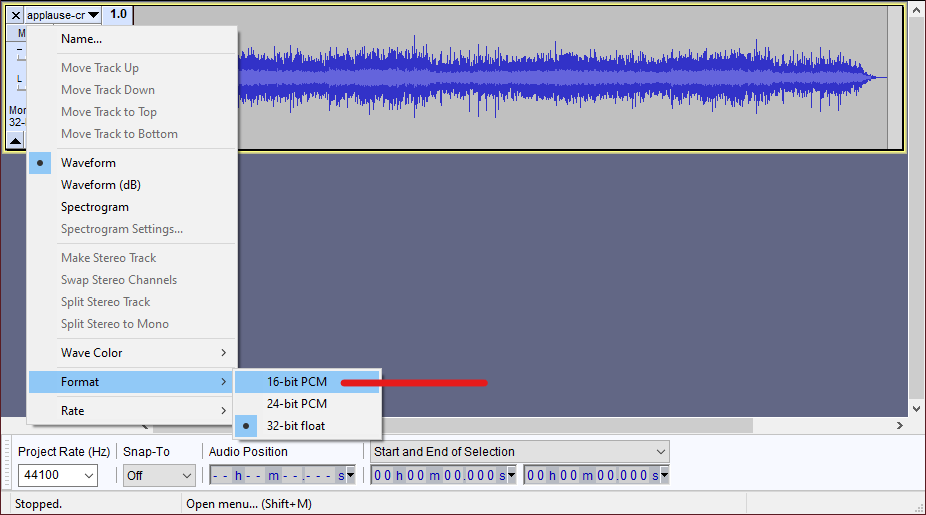 applause-cr
1.0
M
L
Mon
32-
Name...
Move Track Up
Move Track Down
Move Track to Top
Move Track to Bottom
Waveform
Waveform (dB)
Spectrogram
Spectrogram Settings...
Make Stereo Track
Swap Stereo Channels
Split Stereo Track
Split Stereo to Mono
Wave Color
Format
Rate
16-bit PCM
24-bit PCM
32-bit float
Project Rate (Hz)
Snap-To
Audio Position
Start and End of Selection
44100
Off
- - h - - m - - . - - - s
0 0 h 0 0 m 0 0 . 0 0 0 s
0 0 h 0 0 m 0 0 . 0 0 0 s
Stopped.
Open menu... (Shift+M)